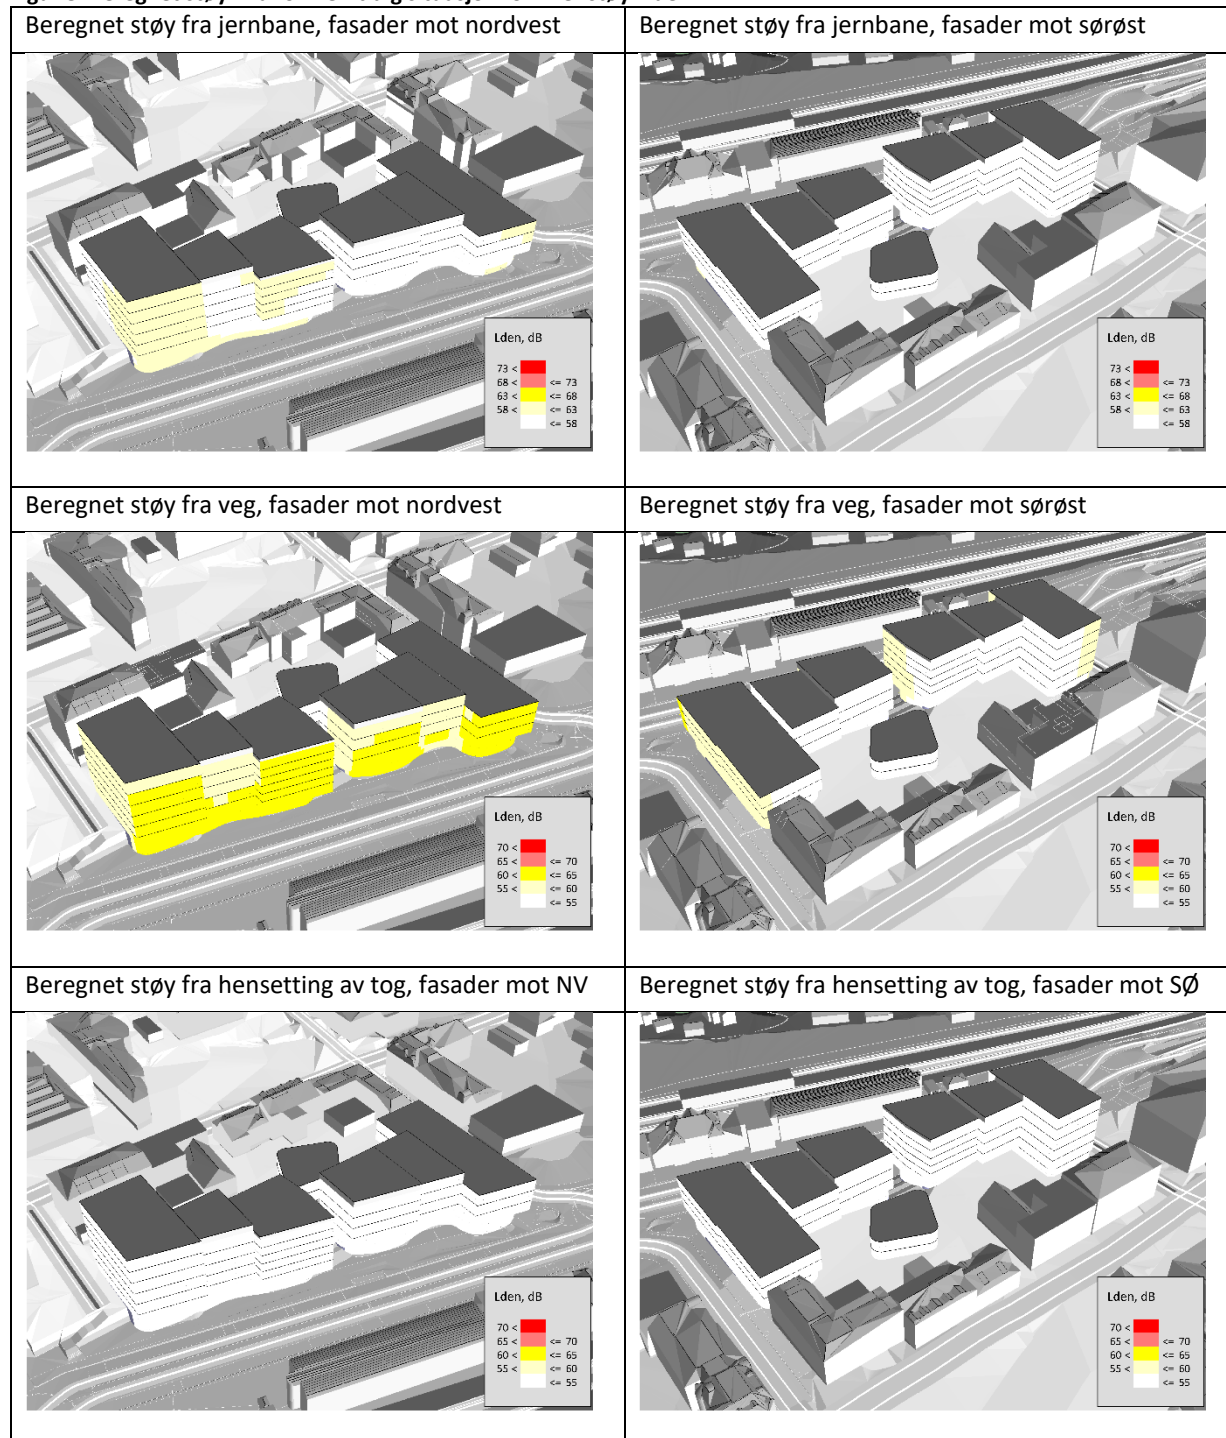 Beregnet støy fra jernbane, fasader mot nordvest
Beregnet støy fra jernbane, fasader mot sørøst
Lden, dB
73 <
68 < <= 73
63 < <= 68
58 < <= 63
<= 58
Lden, dB
73 <
68 < <= 73
63 < <= 68
58 < <= 63
<= 58
Beregnet støy fra veg, fasader mot nordvest
Beregnet støy fra veg, fasader mot sørøst
Lden, dB
70 <
65 < <= 70
60 < <= 65
55 < <= 60
<= 55
Lden, dB
70 <
65 < <= 70
60 < <= 65
55 < <= 60
<= 55
Beregnet støy fra hensetting av tog, fasader mot NV
Beregnet støy fra hensetting av tog, fasader mot SØ
Lden, dB
70 <
65 < <= 70
60 < <= 65
55 < <= 60
<= 55
Lden, dB
70 <
65 < <= 70
60 < <= 65
55 < <= 60
<= 55